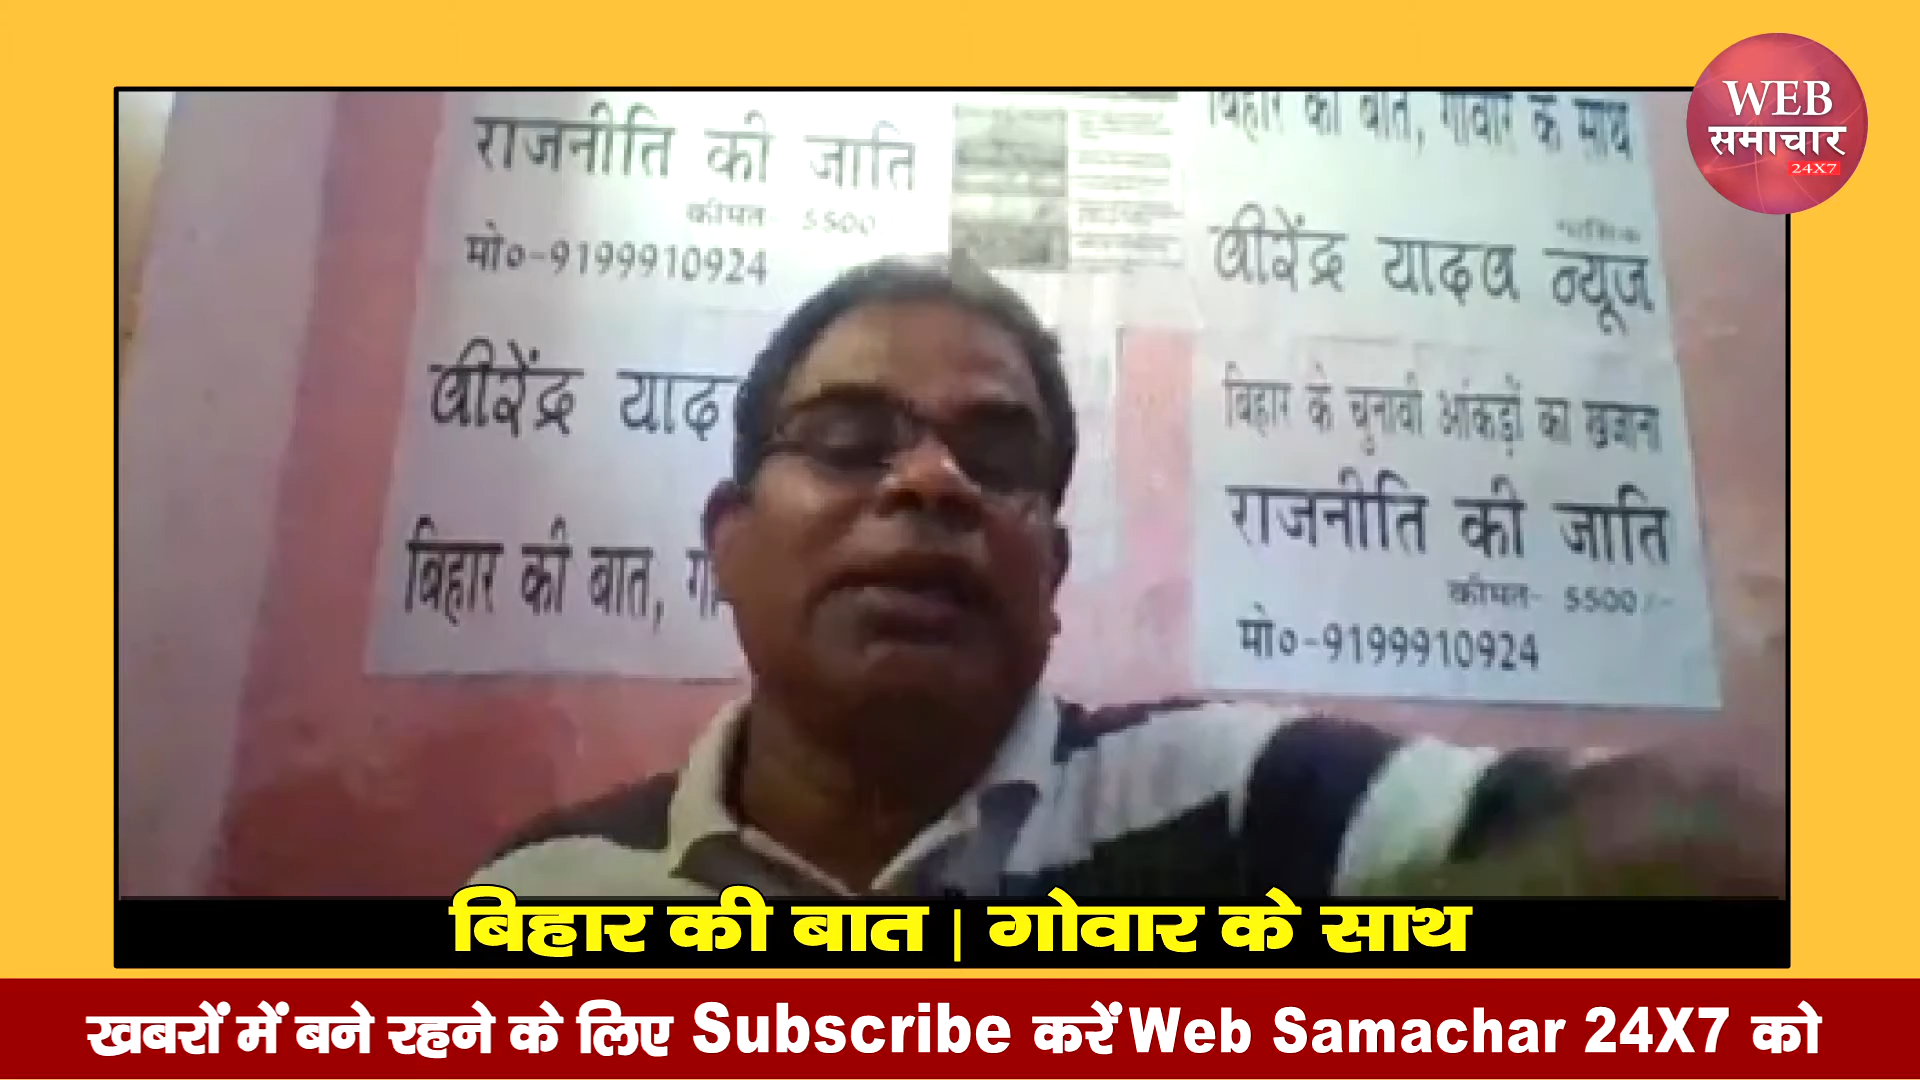 राजनीति की जाति
कीमत- 5500
मो०-9199910924
वीरेंद्र याद
बिहार की बात, गो
बिहार की बात, गोवार के साथ
मासिक
वीरेंद्र यादव न्यूज
बिहार के चुनावी आंकड़ों का खजाना
राजनीति की जाति
कीमत- 5500/-
मो०-9199910924
WEB
समाचार
24X7
बिहार की बात | गोवार के साथ
खबरों में बने रहने के लिए Subscribe करें Web Samachar 24X7 को